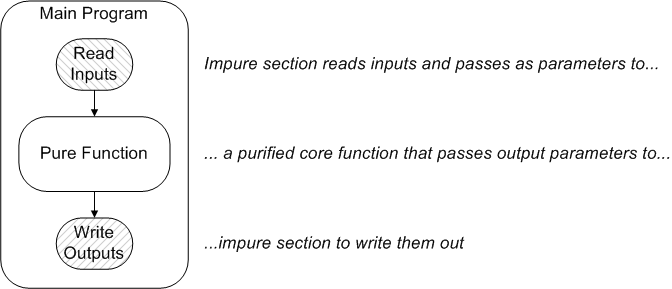 Main Program
Read
Inputs
Impure section reads inputs and passes as parameters to...
Pure Function
... a purified core function that passes output parameters to...
Write
Outputs
...impure section to write them out